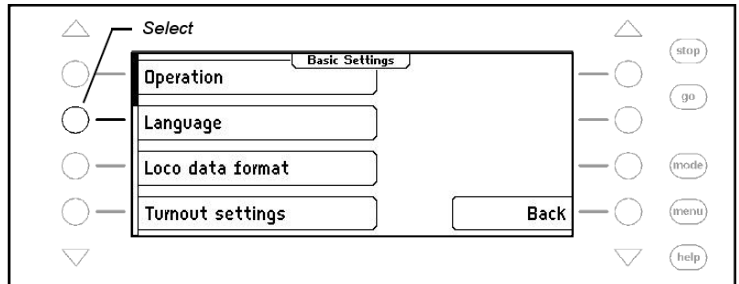 Select
Basic Settings
stop
Operation
go
Language
Loco data format
mode
Turnout settings
Back
menu
help